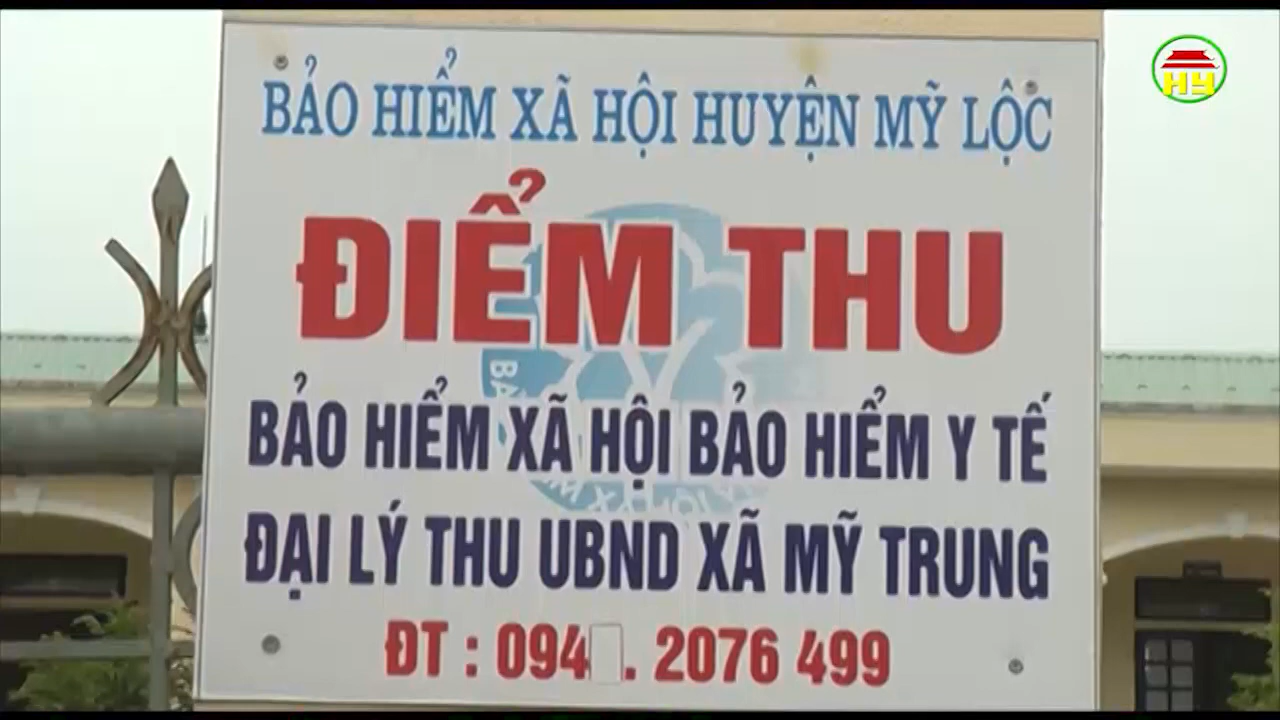 HY
BẢO HIỂM XÃ HỘI HUYỆN MỸ LỘC
ĐIỂM THU
BẢO HIỂM XÃ HỘI BẢO HIỂM Y TẾ
ĐẠI LÝ THU UBND XÃ MỸ TRUNG
ĐT : 094 . 2076 499